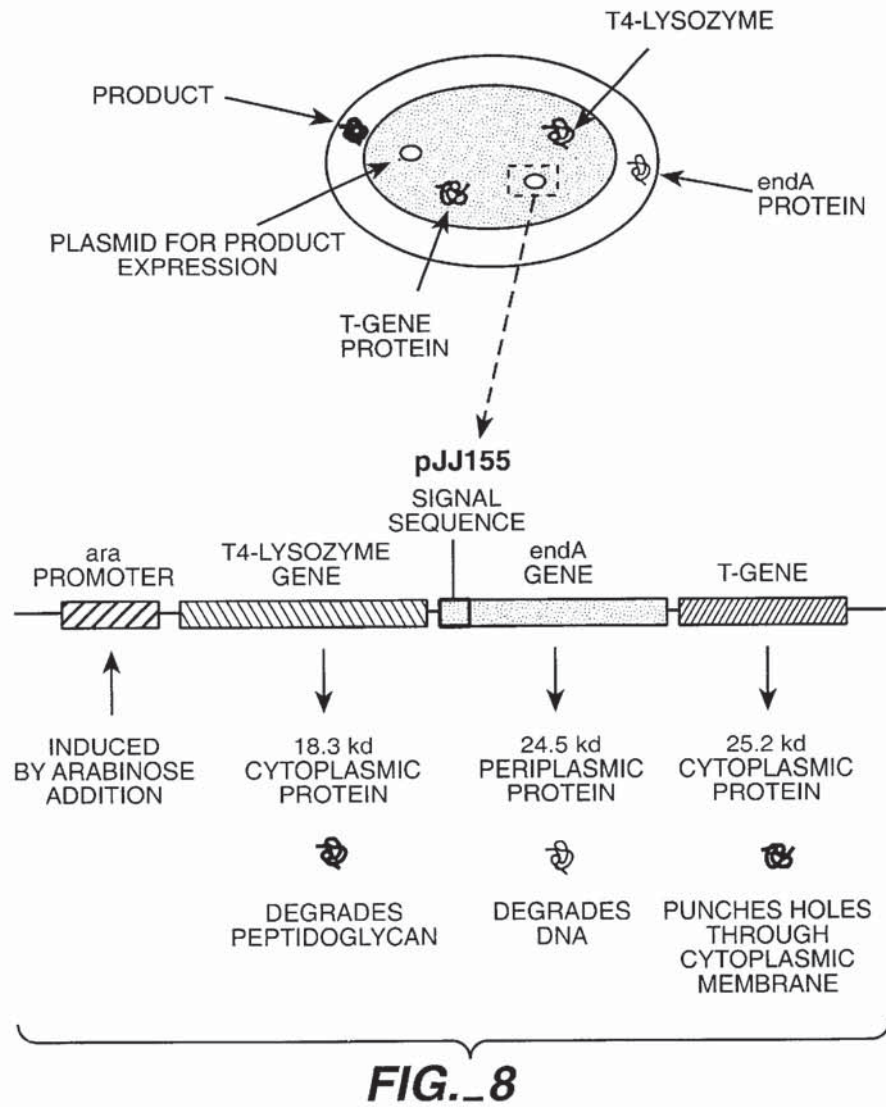 T4-LYSOZYME
PRODUCT
endA
PROTEIN
PLASMID FOR PRODUCT
EXPRESSION
T-GENE
PROTEIN
pJJ155
SIGNAL
SEQUENCE
ara
PROMOTER
T4-LYSOZYME
GENE
endA
GENE
T-GENE
INDUCED
BY ARABINOSE
ADDITION
18.3 kd
CYTOPLASMIC
PROTEIN
24.5 kd
PERIPLASMIC
PROTEIN
25.2 kd
CYTOPLASMIC
PROTEIN
DEGRADES
PEPTIDOGLYCAN
DEGRADES
DNA
PUNCHES HOLES
THROUGH
CYTOPLASMIC
MEMBRANE
FIG._8